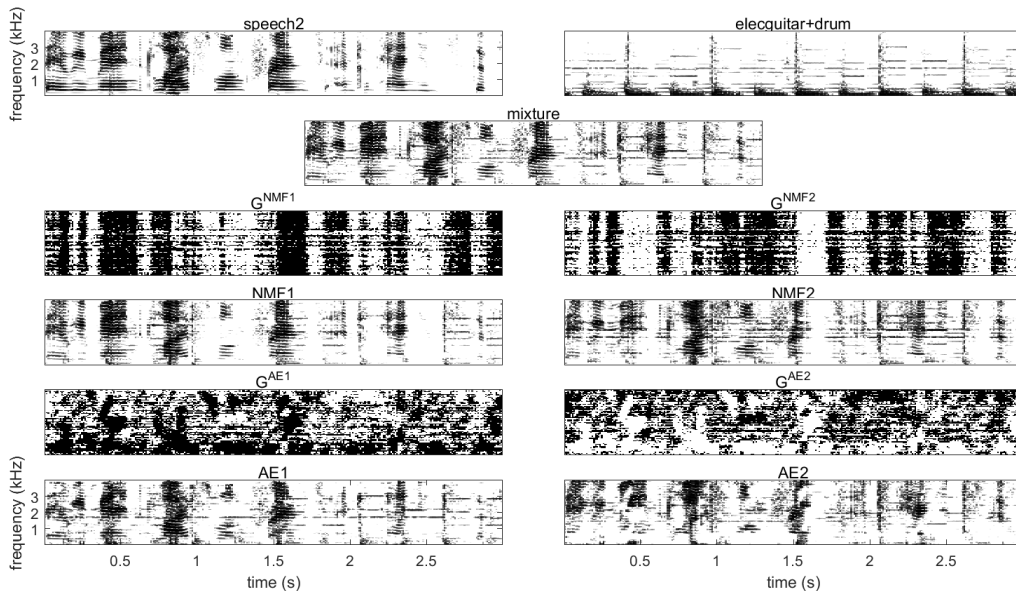 speech2
elecquitar+drum
frequency (kHz)
3
2
1
mixture
G^NMF1
G^NMF2
NMF1
NMF2
G^AE1
G^AE2
AE1
AE2
frequency (kHz)
3
2
1
0.5 1 1.5 2 2.5
0.5 1 1.5 2 2.5
time (s)
time (s)